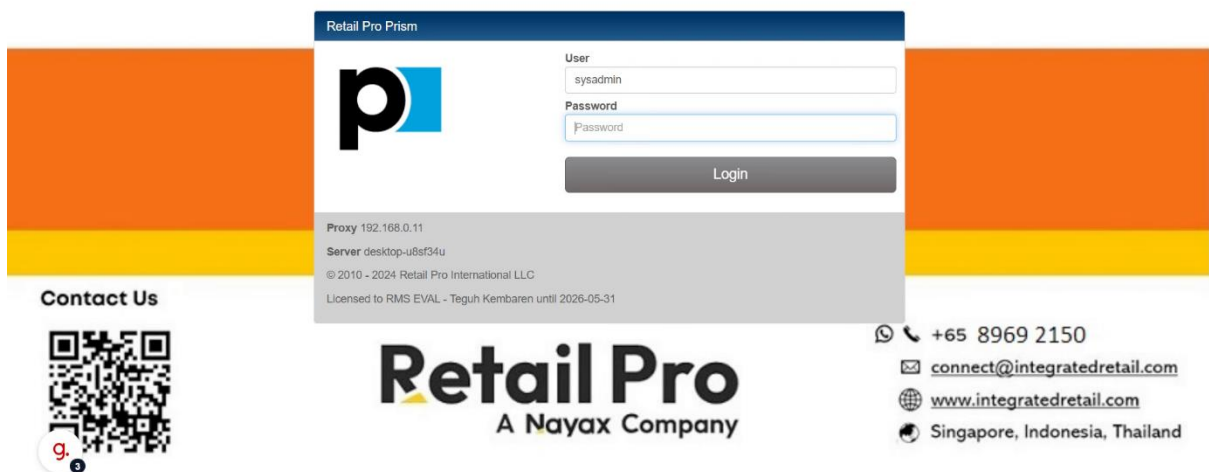 Retail Pro Prism
User
sysadmin
Password
Password
Login
Proxy 192.168.0.11
Server desktop-u8sf34u
© 2010 - 2024 Retail Pro International LLC
Licensed to RMS EVAL - Teguh Kembaren until 2026-05-31
Contact Us
Retail Pro
A Nayax Company
+65 8969 2150
connect@integratedretail.com
www.integratedretail.com
Singapore, Indonesia, Thailand
g.
3